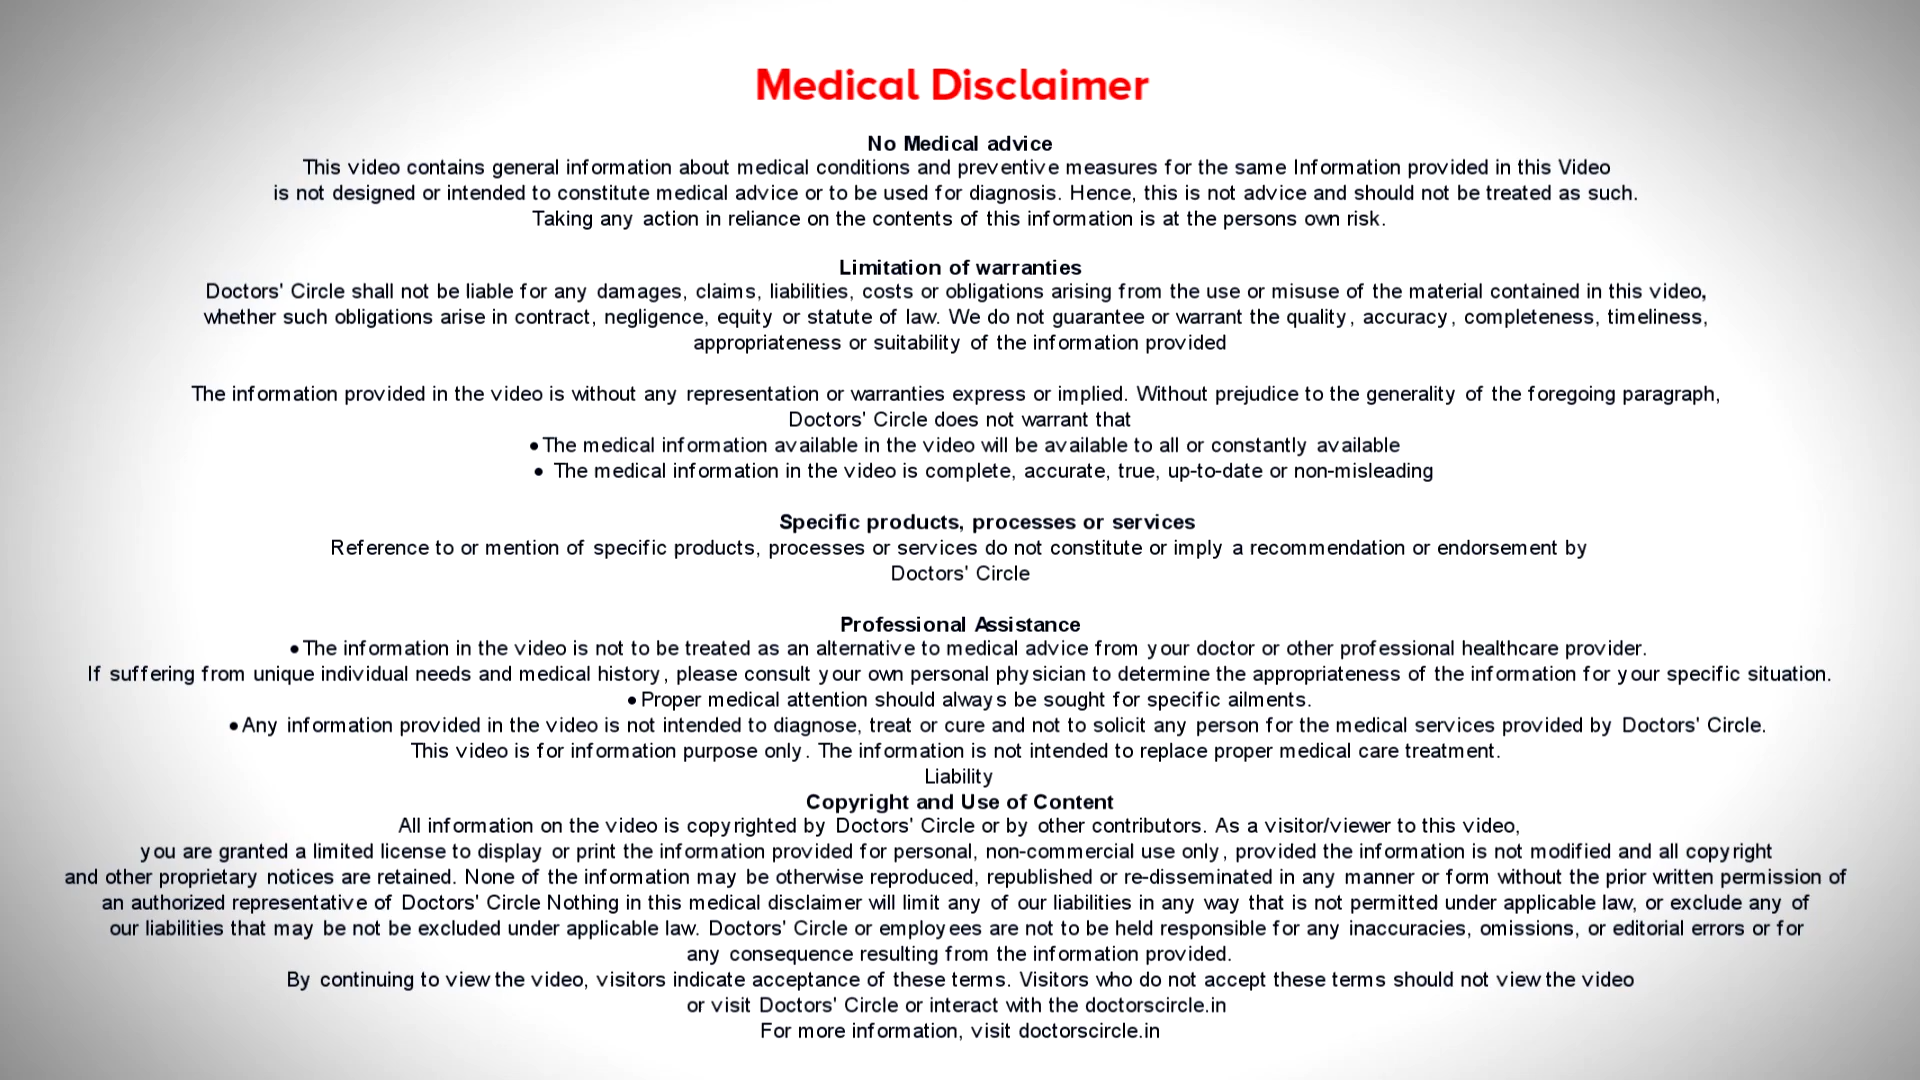 Medical Disclaimer
No Medical advice
This video contains general information about medical conditions and preventive measures for the same Information provided in this Video
is not designed or intended to constitute medical advice or to be used for diagnosis. Hence, this is not advice and should not be treated as such.
Taking any action in reliance on the contents of this information is at the persons own risk.
Limitation of warranties
Doctors' Circle shall not be liable for any damages, claims, liabilities, costs or obligations arising from the use or misuse of the material contained in this video,
whether such obligations arise in contract, negligence, equity or statute of law. We do not guarantee or warrant the quality, accuracy, completeness, timeliness,
appropriateness or suitability of the information provided
The information provided in the video is without any representation or warranties express or implied. Without prejudice to the generality of the foregoing paragraph,
Doctors' Circle does not warrant that
•The medical information available in the video will be available to all or constantly available
• The medical information in the video is complete, accurate, true, up-to-date or non-misleading
Specific products, processes or services
Reference to or mention of specific products, processes or services do not constitute or imply a recommendation or endorsement by
Doctors' Circle
Professional Assistance
•The information in the video is not to be treated as an alternative to medical advice from your doctor or other professional healthcare provider.
If suffering from unique individual needs and medical history, please consult your own personal physician to determine the appropriateness of the information for your specific situation.
•Proper medical attention should always be sought for specific ailments.
•Any information provided in the video is not intended to diagnose, treat or cure and not to solicit any person for the medical services provided by Doctors' Circle.
This video is for information purpose only. The information is not intended to replace proper medical care treatment.
Liability
Copyright and Use of Content
All information on the video is copyrighted by Doctors' Circle or by other contributors. As a visitor/viewer to this video,
you are granted a limited license to display or print the information provided for personal, non-commercial use only, provided the information is not modified and all copyright
and other proprietary notices are retained. None of the information may be otherwise reproduced, republished or re-disseminated in any manner or form without the prior written permission of
an authorized representative of Doctors' Circle Nothing in this medical disclaimer will limit any of our liabilities in any way that is not permitted under applicable law, or exclude any of
our liabilities that may be not be excluded under applicable law. Doctors' Circle or employees are not to be held responsible for any inaccuracies, omissions, or editorial errors or for
any consequence resulting from the information provided.
By continuing to view the video, visitors indicate acceptance of these terms. Visitors who do not accept these terms should not view the video
or visit Doctors' Circle or interact with the doctorscircle.in
For more information, visit doctorscircle.in